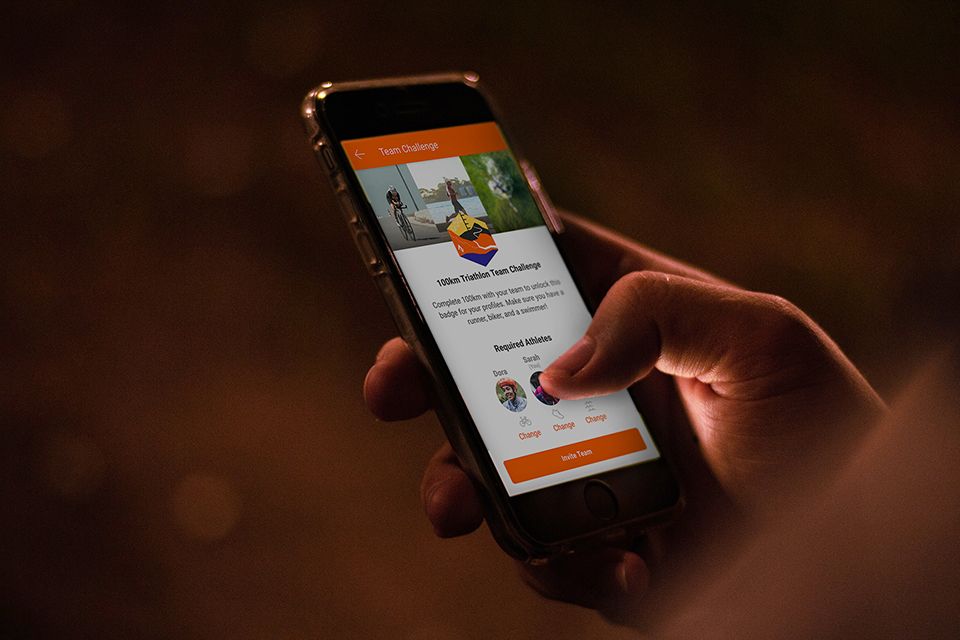 Team Challenge
100km Triathlon Team Challenge
Complete 100km with your team to unlock this
badge for your profiles. Make sure you have a
runner, biker, and a swimmer!
Required Athletes
Sarah
(You)
Dora
Change
Change
Change
Invite Team